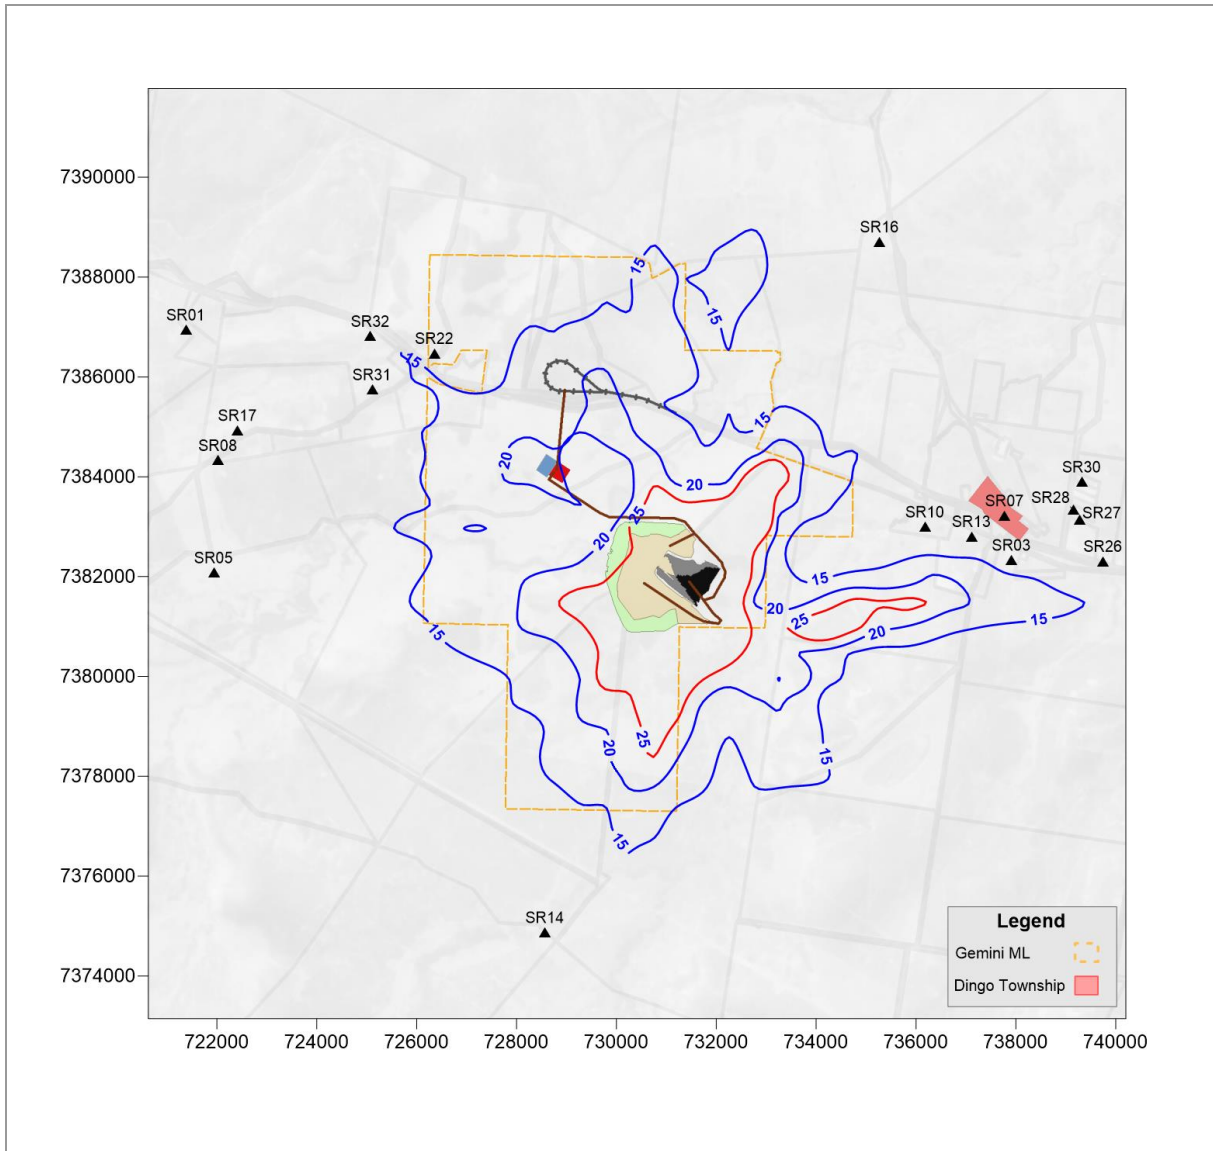 7390000
SR16
15
7388000
15
SR01
SR32
SR22
15
7386000
SR31
SR17
15
SR08
20
SR30
7384000
20
SR28
SR07
25
SR27
SR10
SR13
20
SR03
SR26
SR05
7382000
15
20
25
15
15
20
7380000
25
20
15
7378000
15
7376000
SR14
Legend
Gemini ML
7374000
Dingo Township
722000 724000 726000 728000 730000 732000 734000 736000 738000 740000